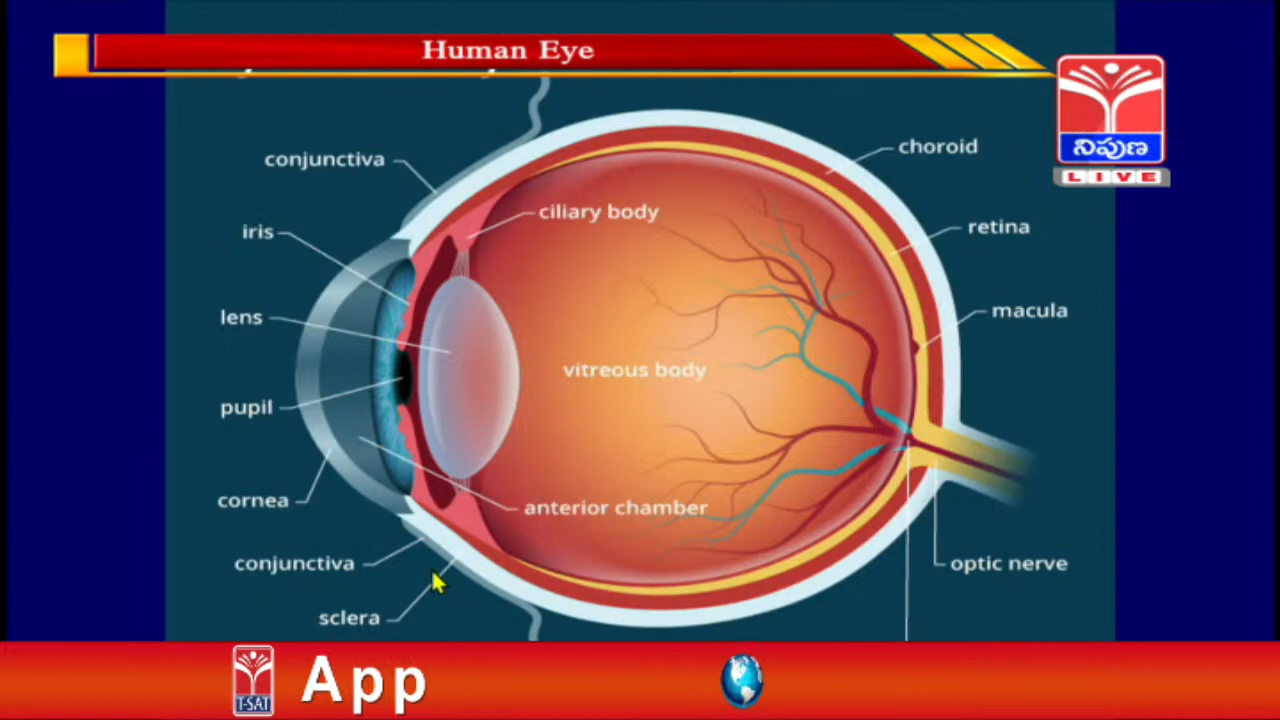 Human Eye
conjunctiva
choroid
నిపుణ
LIVE
iris
ciliary body
retina
lens
macula
vitreous body
pupil
cornea
anterior chamber
conjunctiva
optic nerve
sclera
T-SAT
App